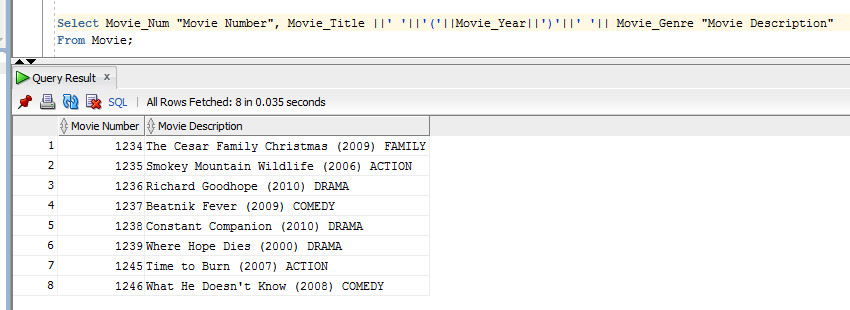 Select Movie_Num "Movie Number", Movie_Title ||' '||'('||Movie_Year||')'||' '|| Movie_Genre "Movie Description"
From Movie;
Query Result x
SQL | All Rows Fetched: 8 in 0.035 seconds
Movie Number Movie Description
1 1234 The Cesar Family Christmas (2009) FAMILY
2 1235 Smokey Mountain Wildlife (2006) ACTION
3 1236 Richard Goodhope (2010) DRAMA
4 1237 Beatnik Fever (2009) COMEDY
5 1238 Constant Companion (2010) DRAMA
6 1239 Where Hope Dies (2000) DRAMA
7 1245 Time to Burn (2007) ACTION
8 1246 What He Doesn't Know (2008) COMEDY